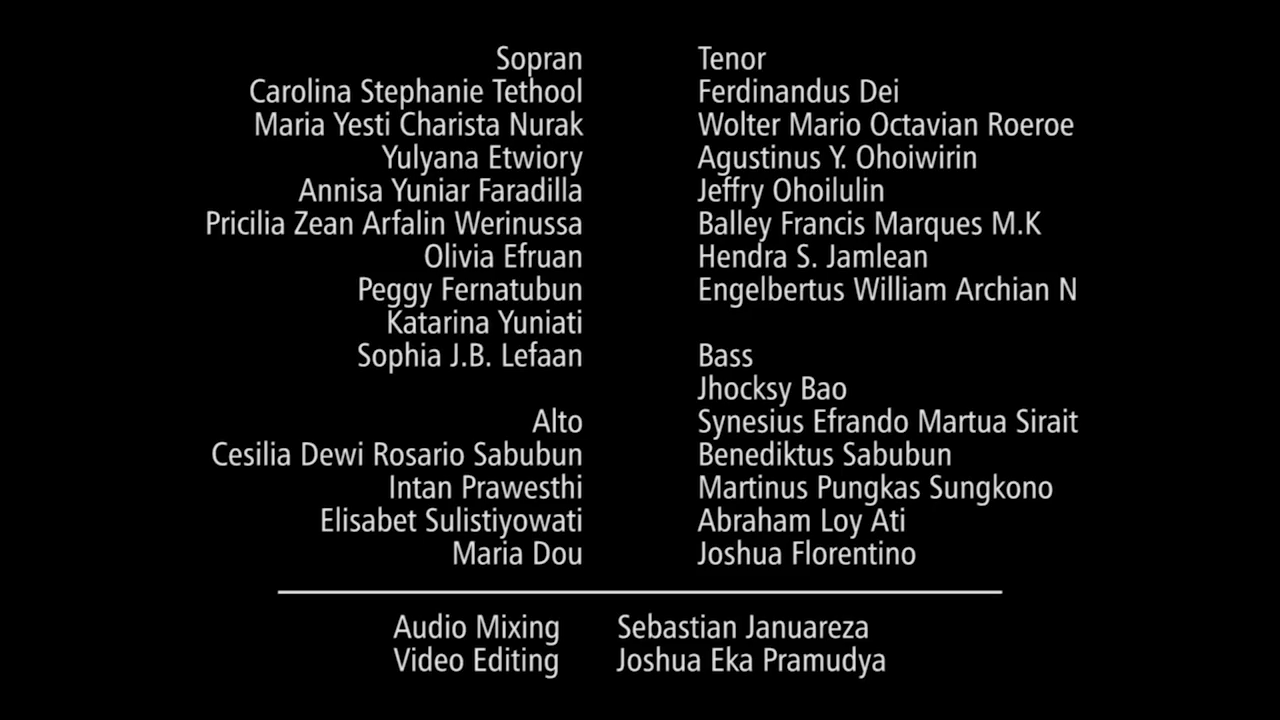 Sopran
Carolina Stephanie Tethool
Maria Yesti Charista Nurak
Yulyana Etwiory
Annisa Yuniar Faradilla
Pricilia Zean Arfalin Werinussa
Olivia Efruan
Peggy Fernatubun
Katarina Yuniati
Sophia J.B. Lefaan
Alto
Cesilia Dewi Rosario Sabubun
Intan Prawesthi
Elisabet Sulistiyowati
Maria Dou
Tenor
Ferdinandus Dei
Wolter Mario Octavian Roeroe
Agustinus Y. Ohoiwirin
Jeffry Ohoilulin
Balley Francis Marques M.K
Hendra S. Jamlean
Engelbertus William Archian N
Bass
Jhocksy Bao
Synesius Efrando Martua Sirait
Benediktus Sabubun
Martinus Pungkas Sungkono
Abraham Loy Ati
Joshua Florentino
Audio Mixing Sebastian Januareza
Video Editing Joshua Eka Pramudya